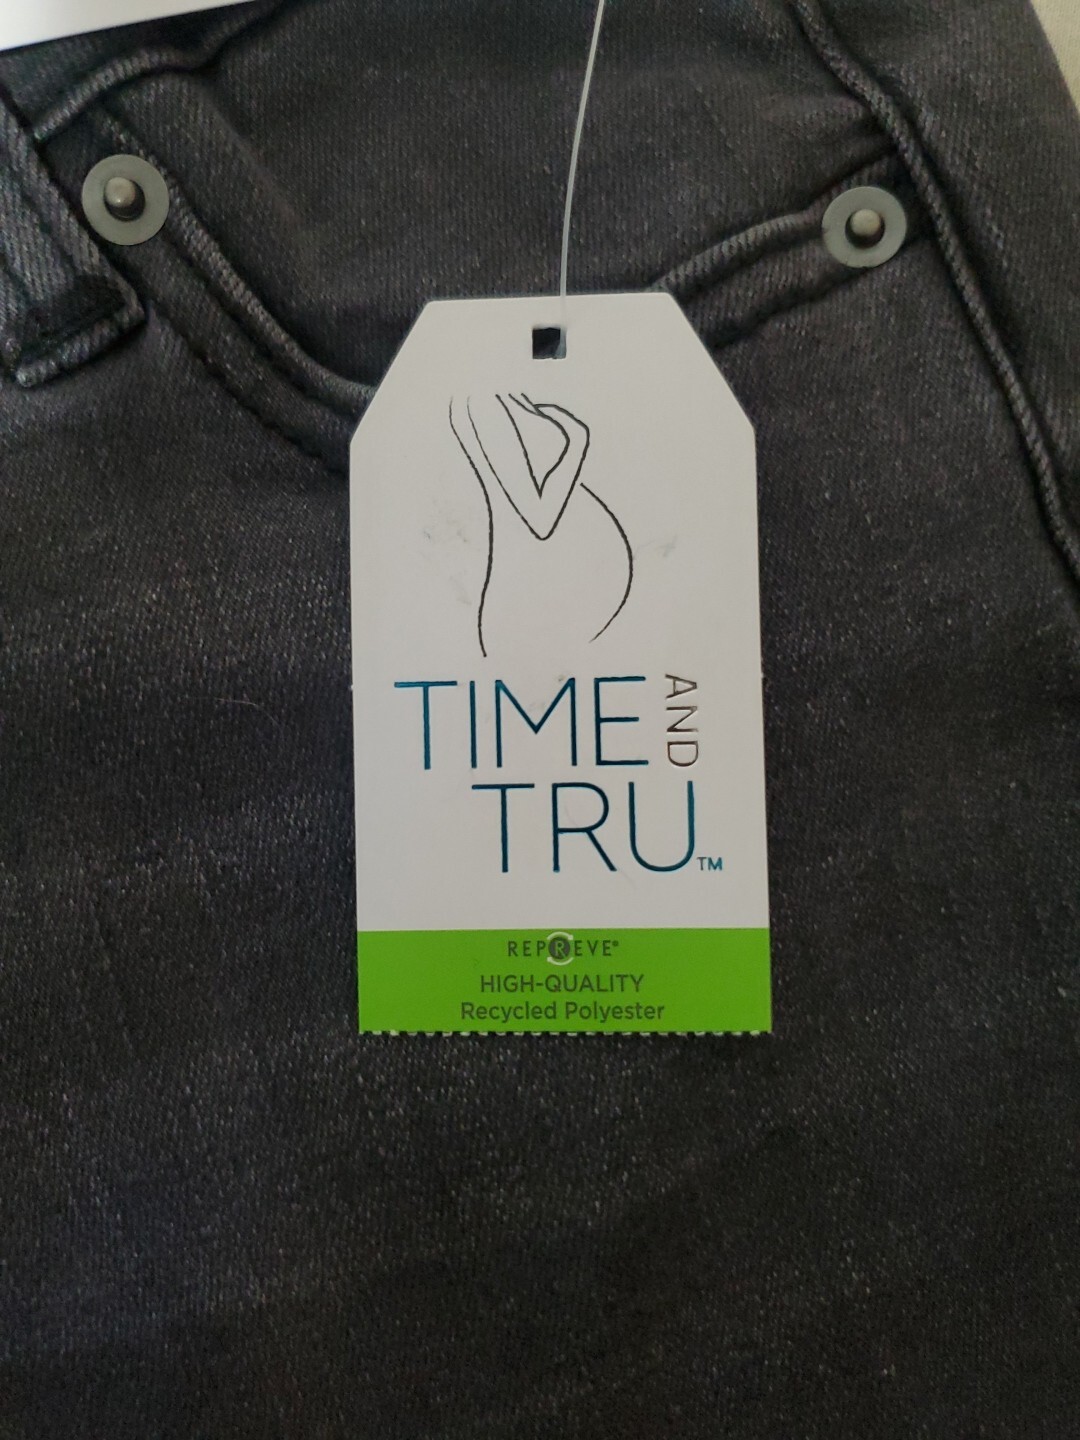 TIME AND
TRU™
REPREVE®
HIGH-QUALITY
Recycled Polyester